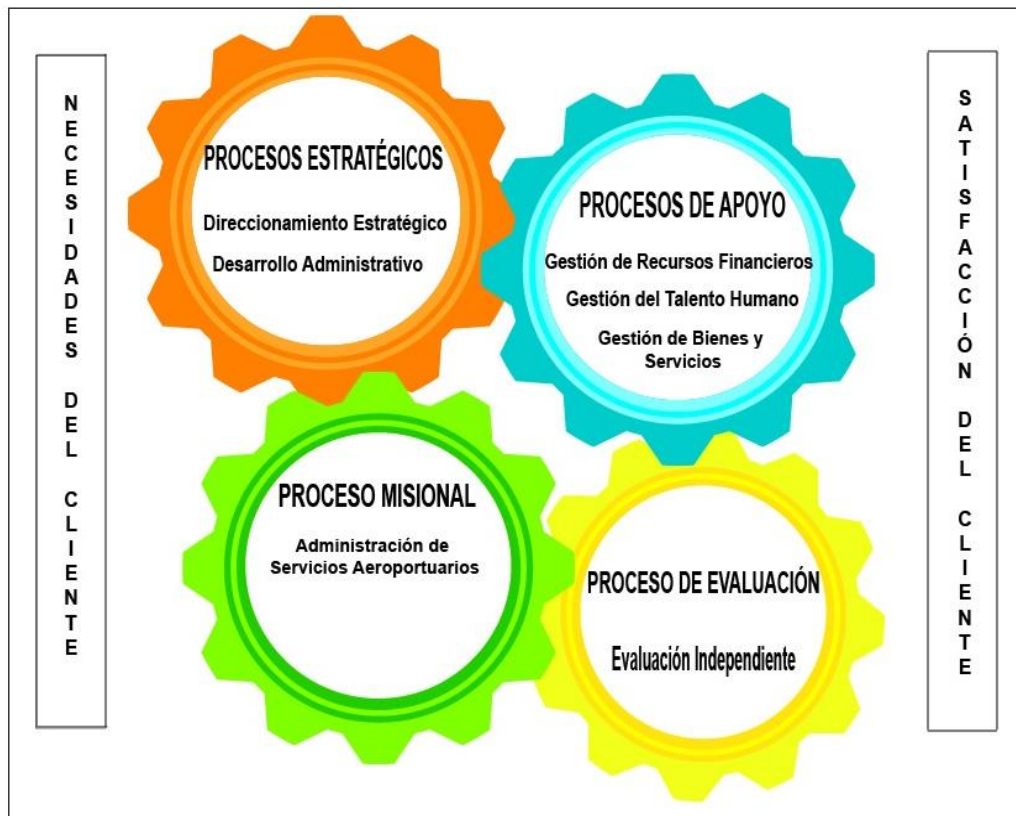 NECESIDADES DEL CLIENTE
PROCESOS ESTRATÉGICOS
Direccionamiento Estratégico
Desarrollo Administrativo
PROCESOS DE APOYO
Gestión de Recursos Financieros
Gestión del Talento Humano
Gestión de Bienes y
Servicios
PROCESO MISIONAL
Administración de
Servicios Aeroportuarios
PROCESO DE EVALUACIÓN
Evaluación Independiente
SATISFACCIÓN DEL CLIENTE